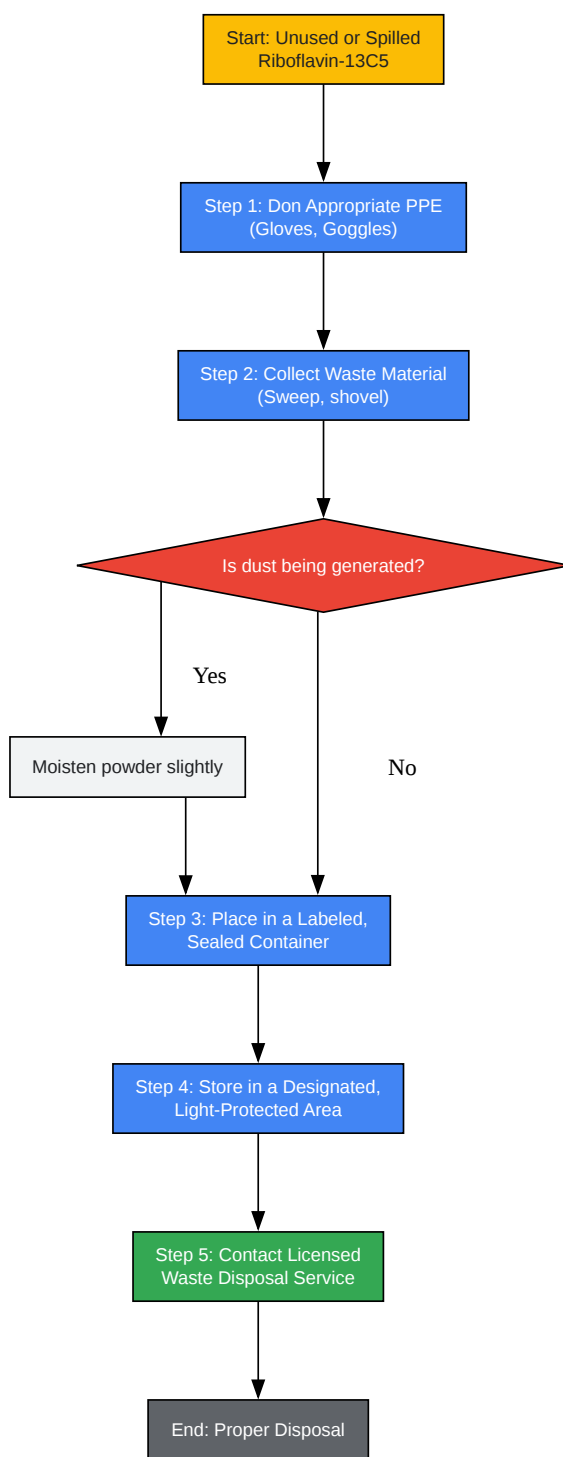 Start: Unused or Spilled
Riboflavin-13C5
Step 1: Don Appropriate PPE
(Gloves, Goggles)
Step 2: Collect Waste Material
(Sweep, shovel)
Is dust being generated?
Yes
Moisten powder slightly
No
Step 3: Place in a Labeled,
Sealed Container
Step 4: Store in a Designated,
Light-Protected Area
Step 5: Contact Licensed
Waste Disposal Service
End: Proper Disposal